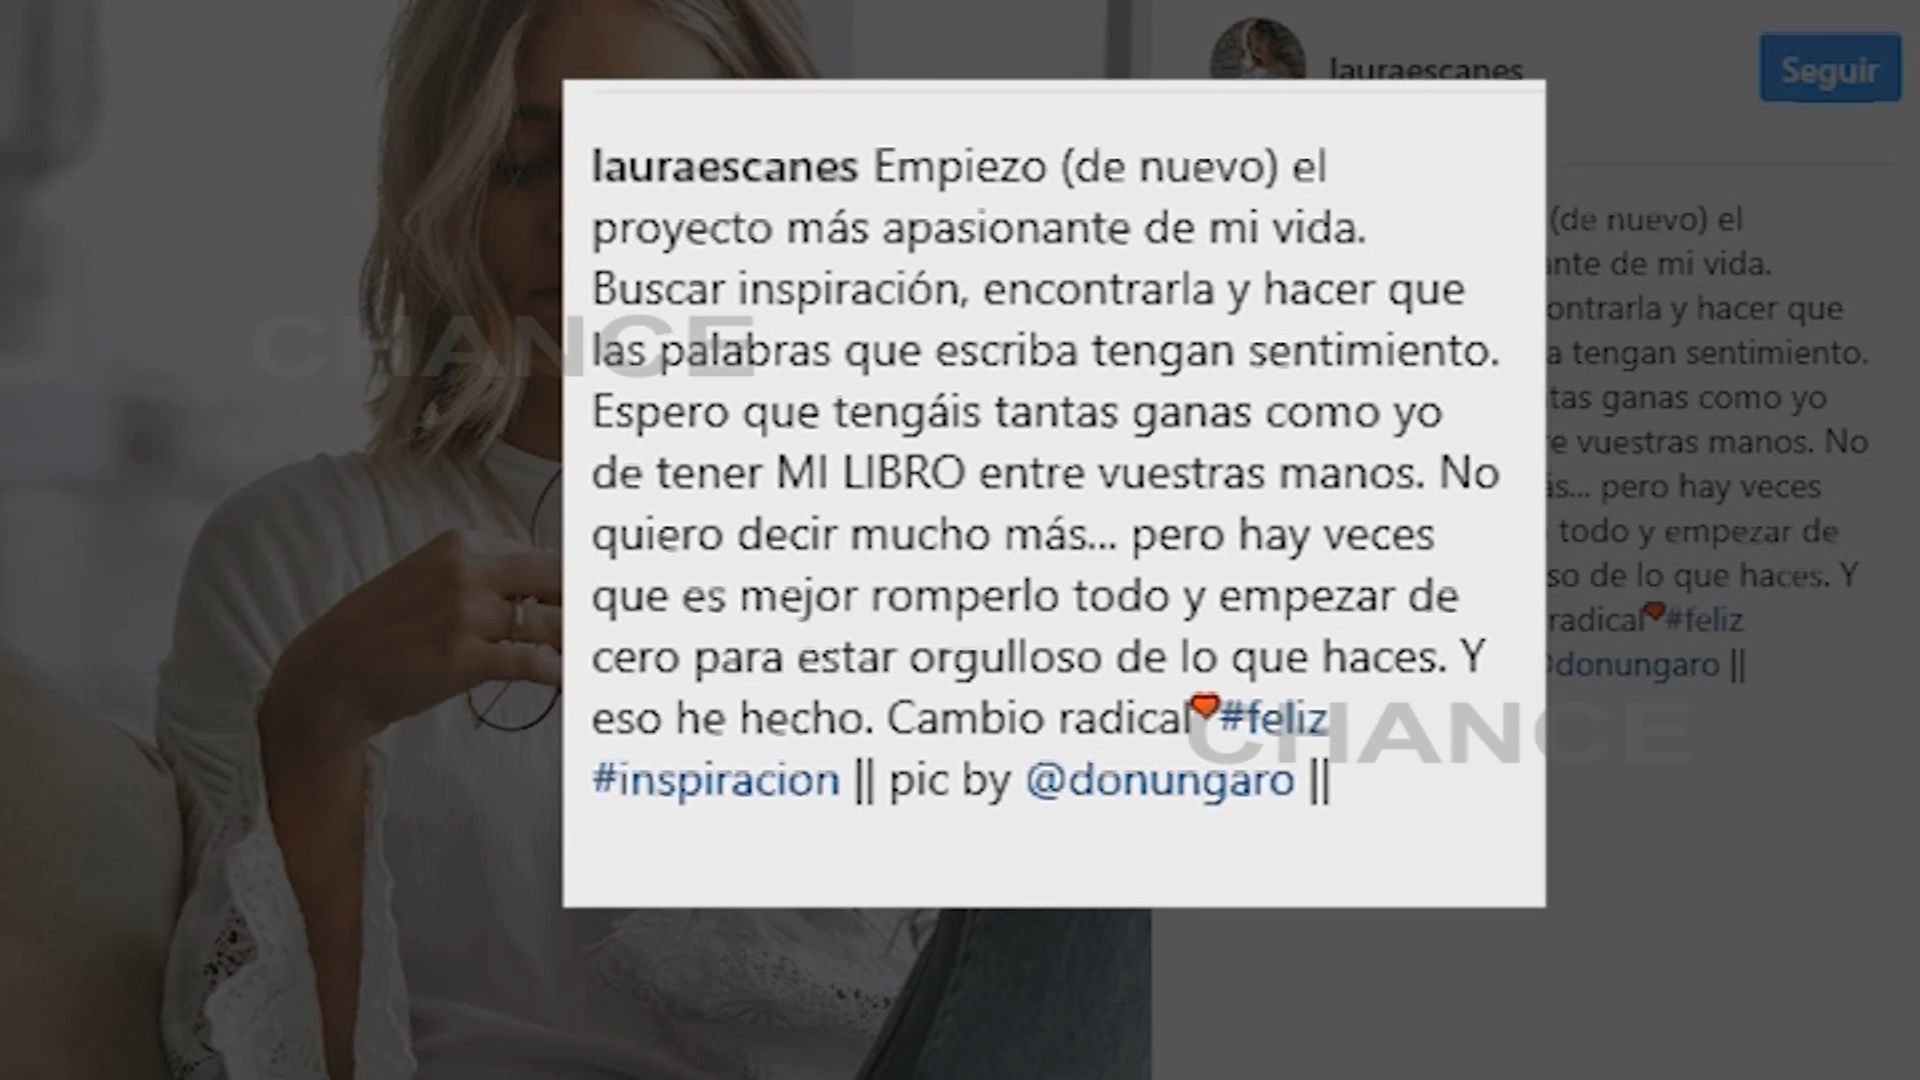 lauraescanes
Seguir
lauraescanes Empiezo (de nuevo) el
proyecto más apasionante de mi vida.
Buscar inspiración, encontrarla y hacer que
las palabras que escriba tengan sentimiento.
Espero que tengáis tantas ganas como yo
de tener MI LIBRO entre vuestras manos. No
quiero decir mucho más... pero hay veces
que es mejor romperlo todo y empezar de
cero para estar orgulloso de lo que haces. Y
eso he hecho. Cambio radical❤#feliz
#inspiracion || pic by @donungaro ||
(de nuevo) el
de mi vida.
y hacer que
tengan sentimiento.
ganas como yo
vuestras manos. No
pero hay veces
todo y empezar de
de lo que haces. Y
radical❤#feliz
@donungaro ||
CHANCE
CHANCE